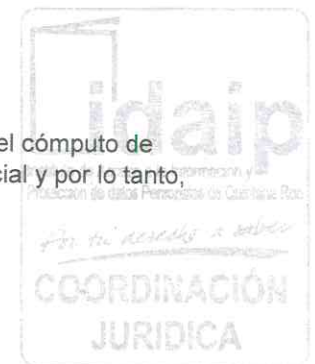 idaip
el cómputo de
cial y por lo tanto,
Protección de datos Personales de Quintana Roo
Por tu derecho a saber
COORDINACIÓN
JURIDICA